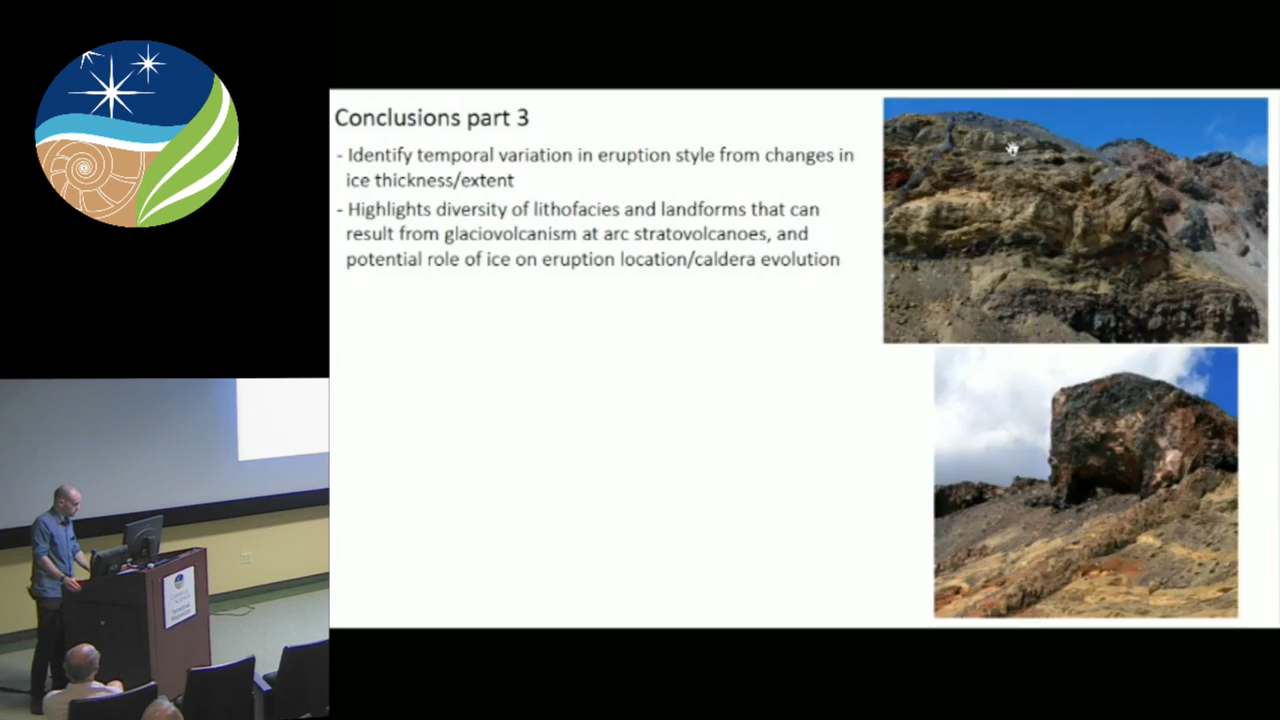 Conclusions part 3
- Identify temporal variation in eruption style from changes in
ice thickness/extent
- Highlights diversity of lithofacies and landforms that can
result from glaciovolcanism at arc stratovolcanoes, and
potential role of ice on eruption location/caldera evolution